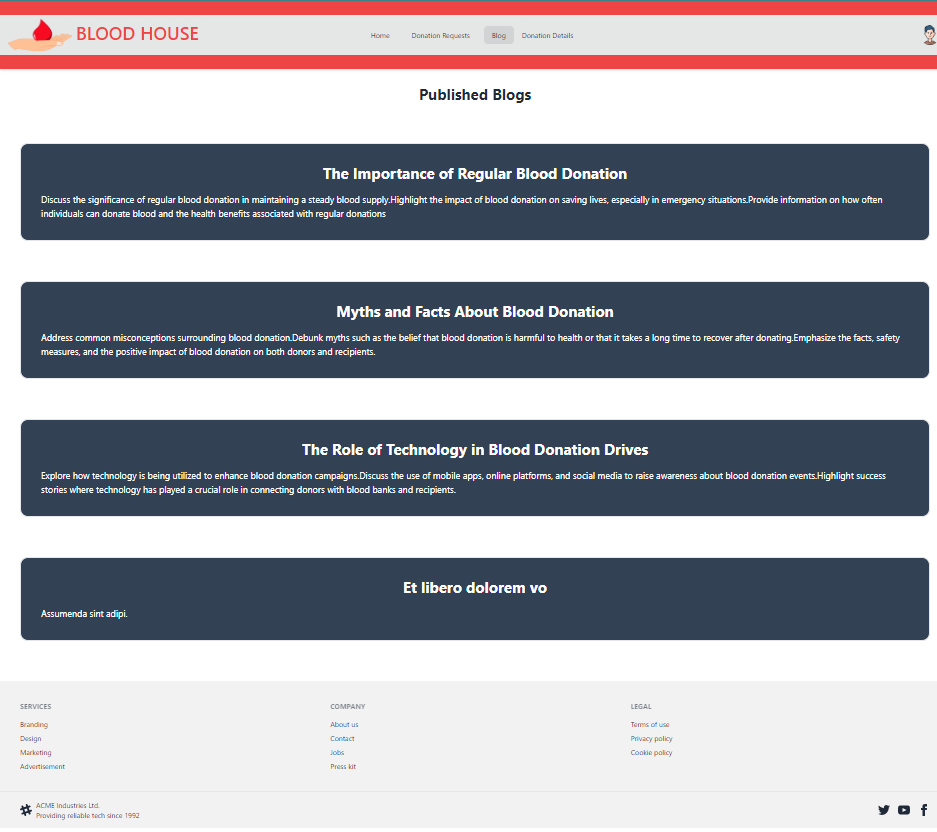 BLOOD HOUSE
Home Donation Requests Blog Donation Details
Published Blogs
The Importance of Regular Blood Donation
Discuss the significance of regular blood donation in maintaining a steady blood supply.Highlight the impact of blood donation on saving lives, especially in emergency situations.Provide information on how often
individuals can donate blood and the health benefits associated with regular donations
Myths and Facts About Blood Donation
Address common misconceptions surrounding blood donation.Debunk myths such as the belief that blood donation is harmful to health or that it takes a long time to recover after donating.Emphasize the facts, safety
measures, and the positive impact of blood donation on both donors and recipients.
The Role of Technology in Blood Donation Drives
Explore how technology is being utilized to enhance blood donation campaigns.Discuss the use of mobile apps, online platforms, and social media to raise awareness about blood donation events.Highlight success
stories where technology has played a crucial role in connecting donors with blood banks and recipients.
Et libero dolorem vo
Assumenda sint adipi.
SERVICES
Branding
Design
Marketing
Advertisement
COMPANY
About us
Contact
Jobs
Press kit
LEGAL
Terms of use
Privacy policy
Cookie policy
ACME Industries Ltd.
Providing reliable tech since 1992